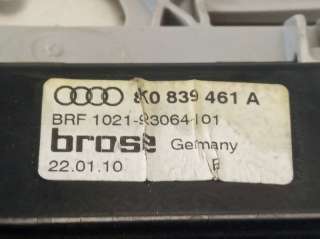 8K0 839 461 A
BRF 1021-93064-101
brose Germany
22.01.10 F